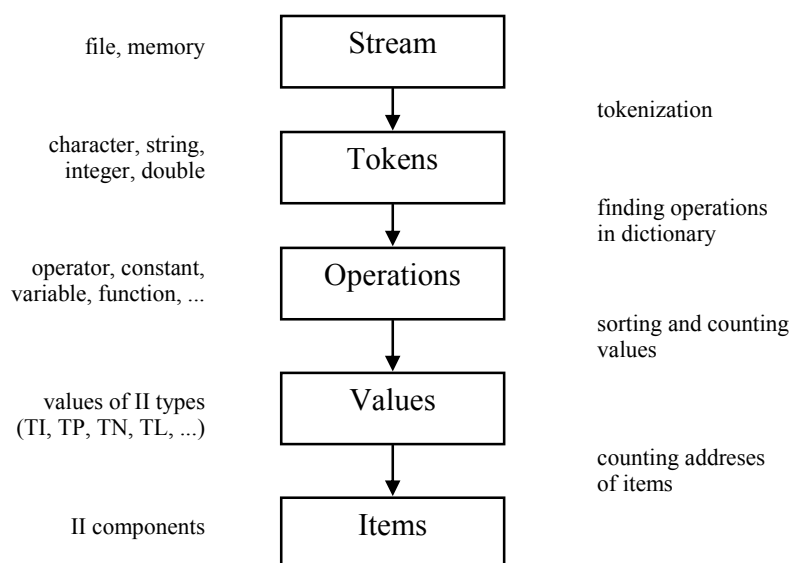 Stream
file, memory
tokenization
character, string,
integer, double
Tokens
finding operations
in dictionary
operator, constant,
variable, function, ...
Operations
sorting and counting
values
values of II types
(TI, TP, TN, TL, ...)
Values
counting addreses
of items
II components
Items